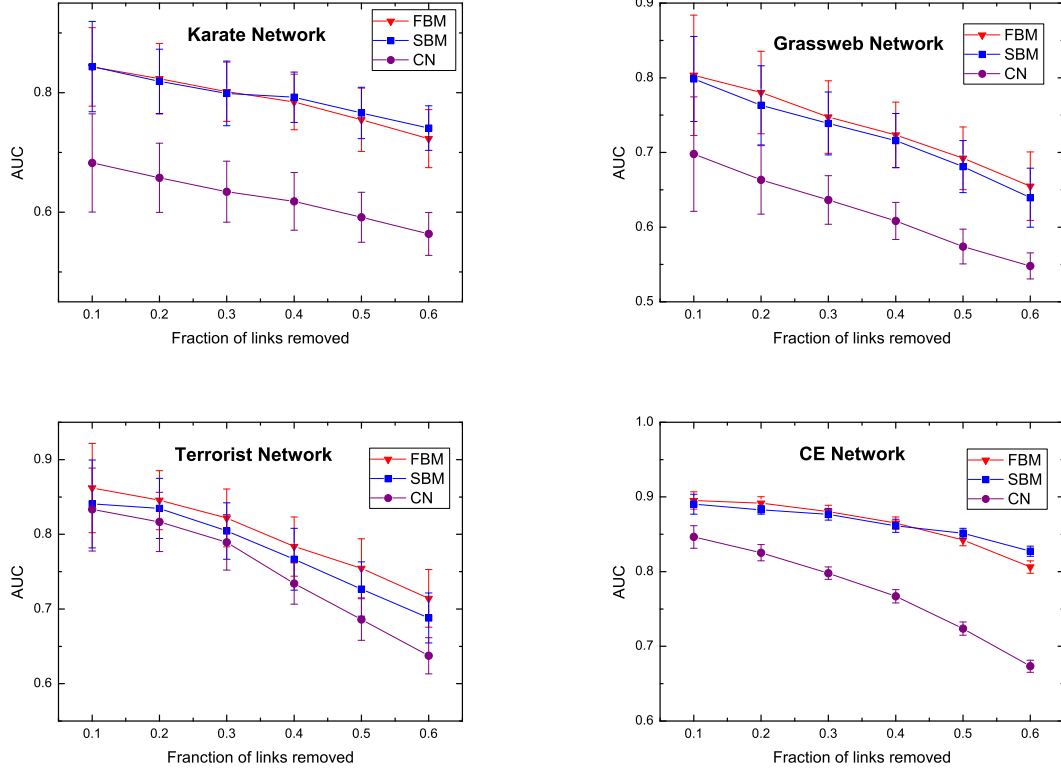 Karate Network
FBM
SBM
CN
0.8
0.6
AUC
0.1 0.2 0.3 0.4 0.5 0.6
Fraction of links removed
Grassweb Network
FBM
SBM
CN
0.9
0.8
0.7
0.6
0.5
AUC
0.1 0.2 0.3 0.4 0.5 0.6
Fraction of links removed
Terrorist Network
FBM
SBM
CN
0.9
0.8
0.7
0.6
AUC
0.1 0.2 0.3 0.4 0.5 0.6
Franction of links removed
CE Network
FBM
SBM
CN
1.0
0.9
0.8
0.7
0.6
AUC
0.1 0.2 0.3 0.4 0.5 0.6
Fraction of links removed